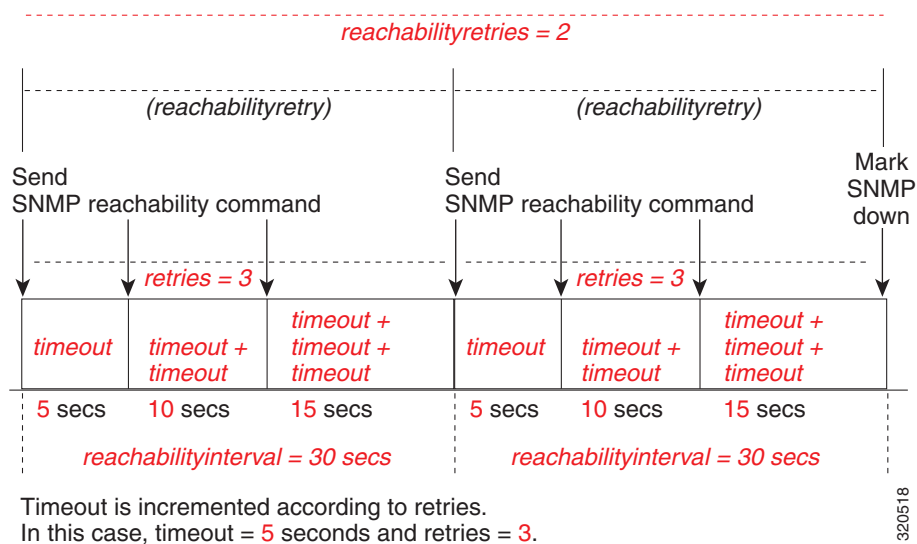 reachabilityretries = 2
(reachabilityretry)
(reachabilityretry)
Send
SNMP reachability command
Send
SNMP reachability command
Mark
SNMP
down
retries = 3
retries = 3
timeout
timeout +
timeout
timeout +
timeout +
timeout
timeout
timeout +
timeout
timeout +
timeout +
timeout
5 secs
10 secs
15 secs
5 secs
10 secs
15 secs
reachabilityinterval = 30 secs
reachabilityinterval = 30 secs
Timeout is incremented according to retries.
In this case, timeout = 5 seconds and retries = 3.
320518